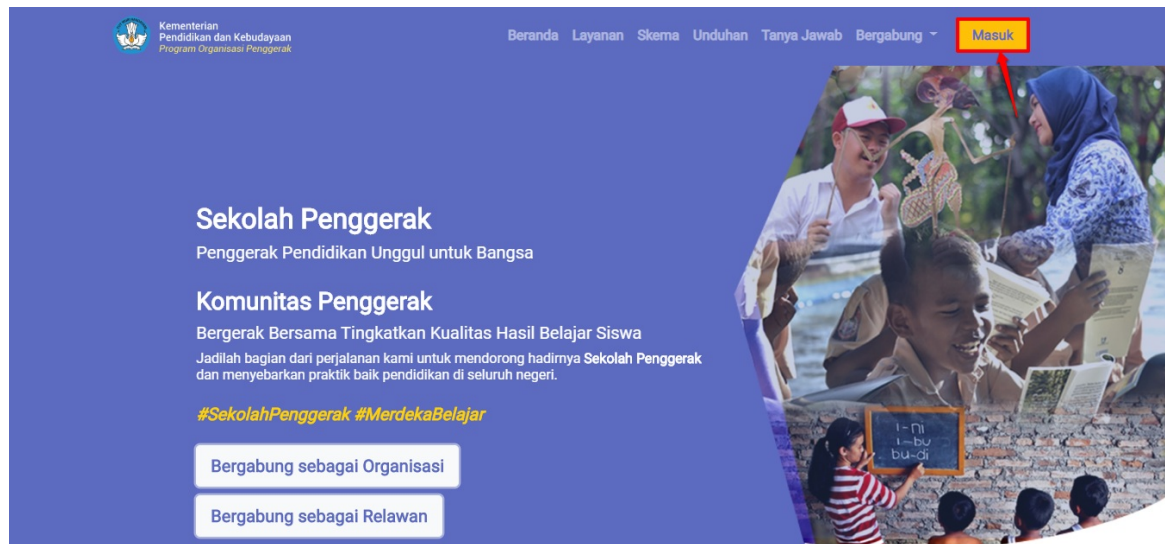 Kementerian
Pendidikan dan Kebudayaan
Program Organisasi Penggerak
Beranda Layanan Skema Unduhan Tanya Jawab Bergabung Masuk
Sekolah Penggerak
Penggerak Pendidikan Unggul untuk Bangsa
Komunitas Penggerak
Bergerak Bersama Tingkatkan Kualitas Hasil Belajar Siswa
Jadilah bagian dari perjalanan kami untuk mendorong hadirnya Sekolah Penggerak
dan menyebarkan praktik baik pendidikan di seluruh negeri.
#SekolahPenggerak #MerdekaBelajar
Bergabung sebagai Organisasi
Bergabung sebagai Relawan
i-ni
i-bu
bu-di